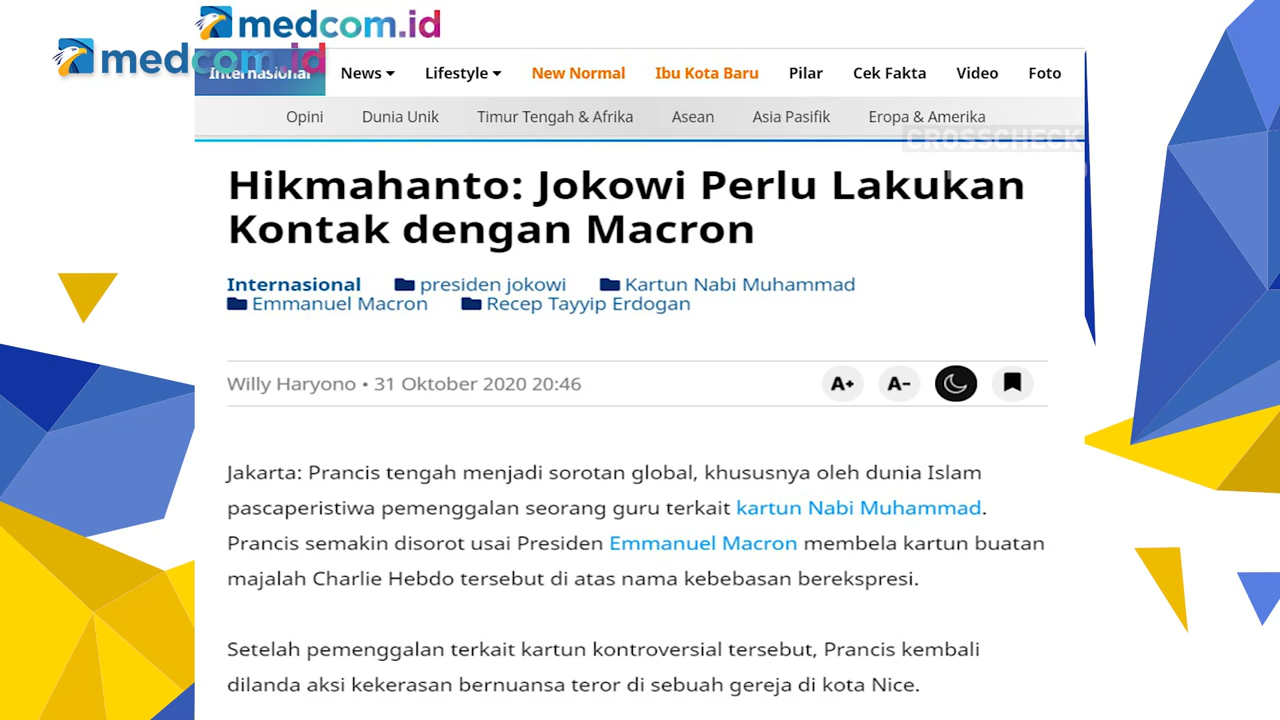 medcom.id
medcom.id
Internasional News Lifestyle New Normal Ibu Kota Baru Pilar Cek Fakta Video Foto
Opini Dunia Unik Timur Tengah & Afrika Asean Asia Pasifik Eropa & Amerika
CROSSCHECK
Hikmahanto: Jokowi Perlu Lakukan
Kontak dengan Macron
Internasional presiden jokowi Kartun Nabi Muhammad
Emmanuel Macron Recep Tayyip Erdogan
Willy Haryono • 31 Oktober 2020 20:46 A+ A-
Jakarta: Prancis tengah menjadi sorotan global, khususnya oleh dunia Islam
pascaperistiwa pemenggalan seorang guru terkait kartun Nabi Muhammad.
Prancis semakin disorot usai Presiden Emmanuel Macron membela kartun buatan
majalah Charlie Hebdo tersebut di atas nama kebebasan berekspresi.
Setelah pemenggalan terkait kartun kontroversial tersebut, Prancis kembali
dilanda aksi kekerasan bernuansa teror di sebuah gereja di kota Nice.